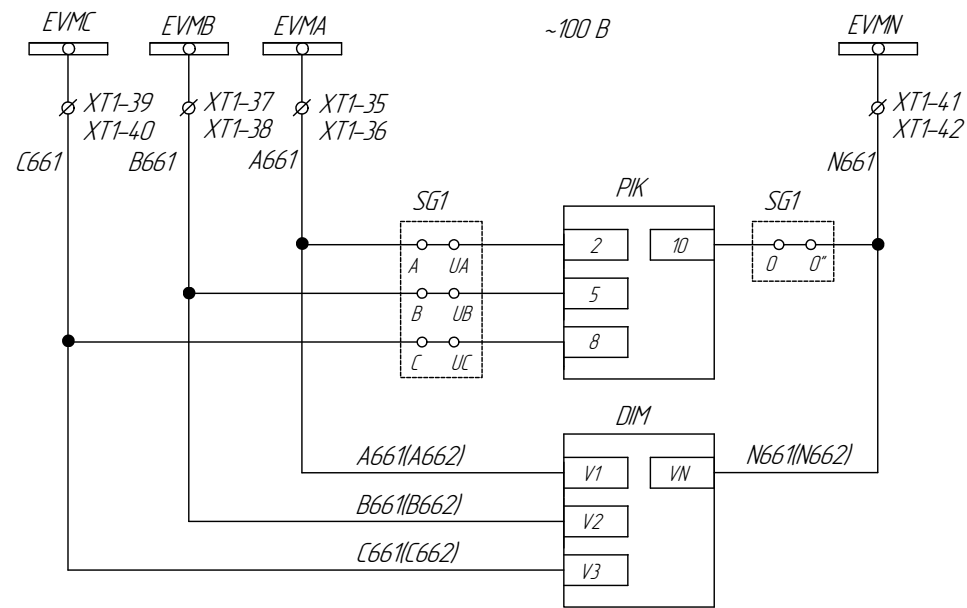 EVMC
EVMB
EVMA
~100 В
EVMN
XT1-39
XT1-40
XT1-37
XT1-38
XT1-35
XT1-36
XT1-41
XT1-42
C661
B661
A661
N661
SG1
PIK
SG1
2
10
A
UA
O
O"
5
B
UB
8
C
UC
DIM
A661(A662)
V1
VN
N661(N662)
B661(B662)
V2
C661(C662)
V3